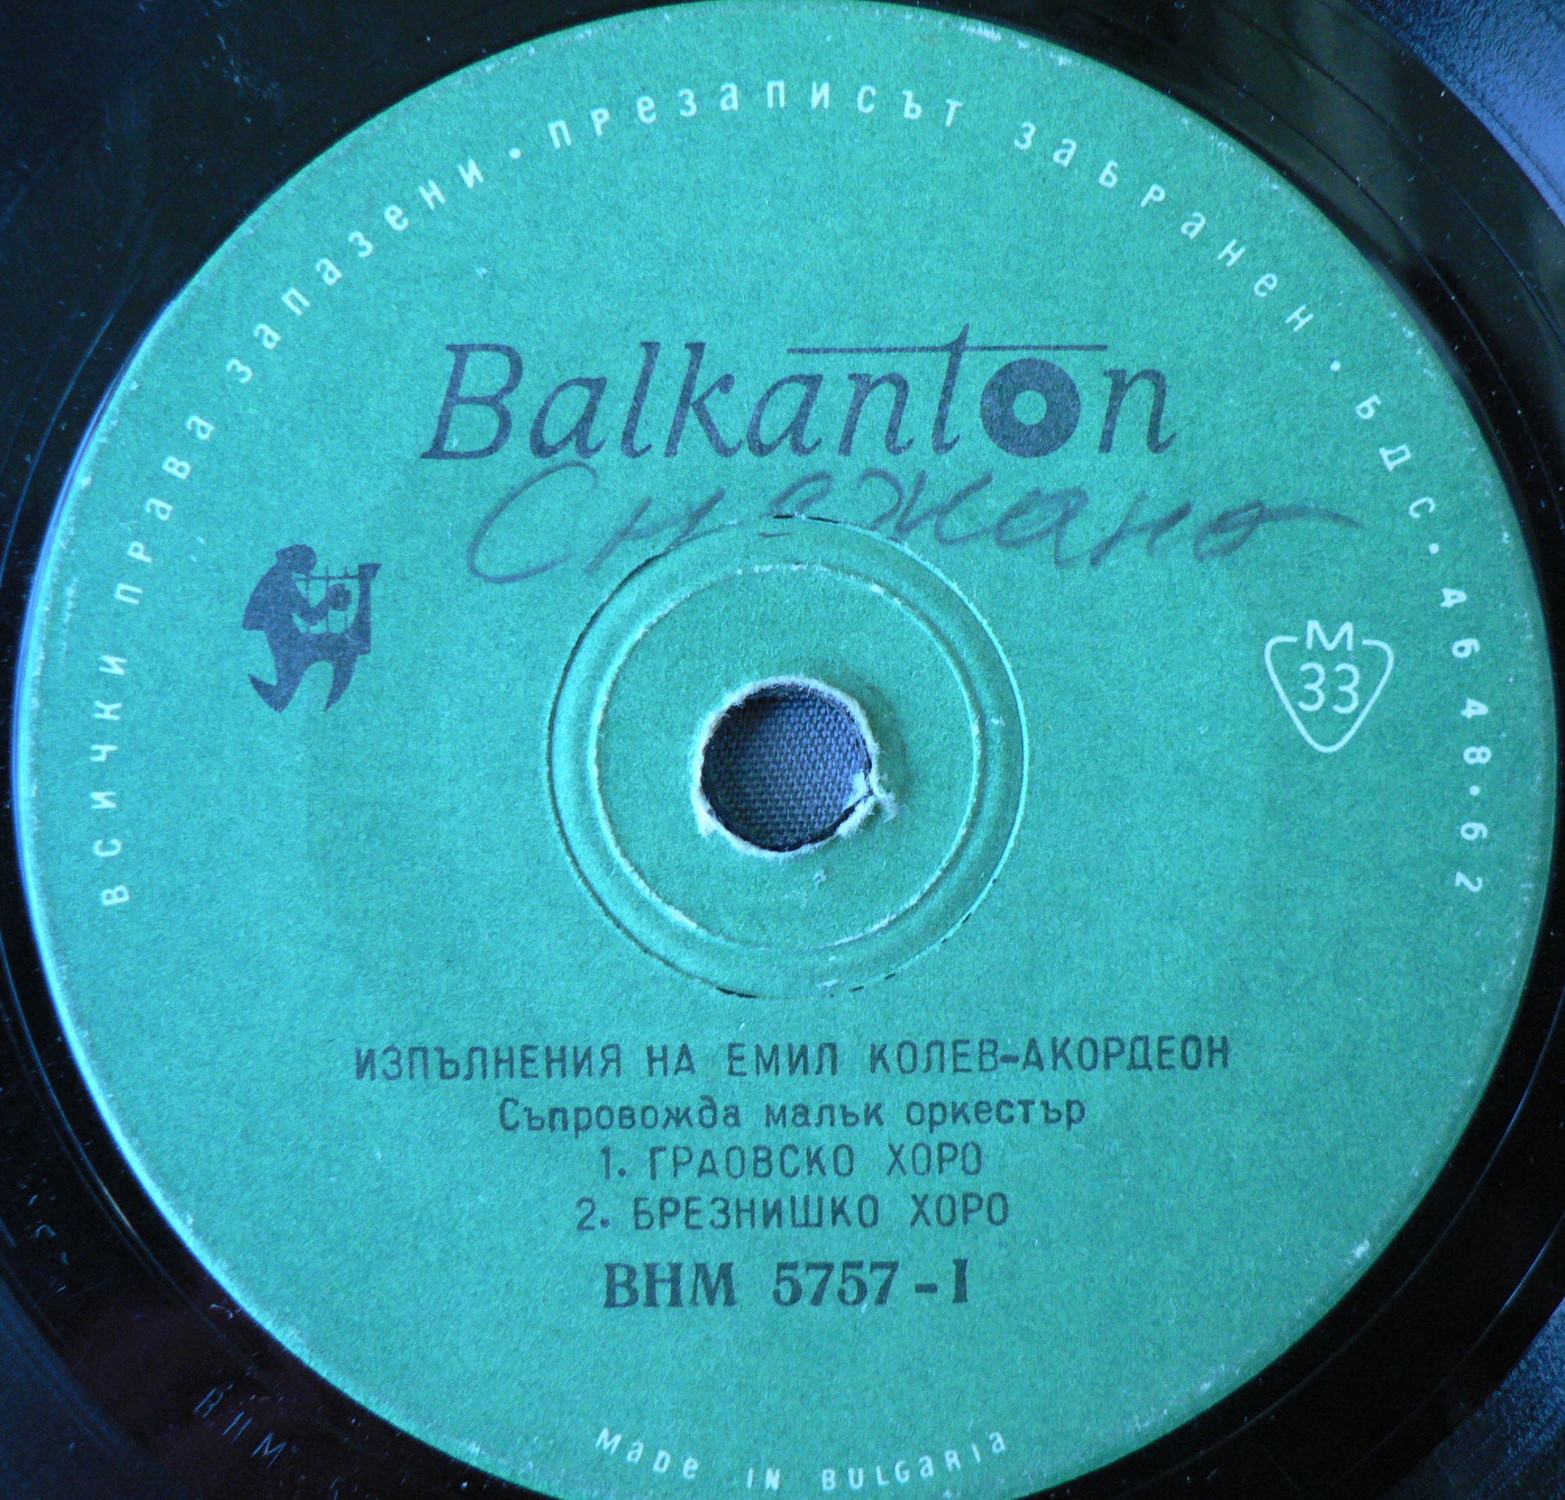 ВСИЧКИ ПРАВА ЗАПАЗЕНИ · ПРЕЗАПИСЪТ ЗАБРАНЕН · БДС · 4648 · 62
Balkanton
M
33
ИЗПЪЛНЕНИЯ НА ЕМИЛ КОЛЕВ-АКОРДЕОН
Съпровожда малък оркестър
1. ГРАОВСКО ХОРО
2. БРЕЗНИШКО ХОРО
ВНМ 5757-I
MADE IN BULGARIA
ВНМ